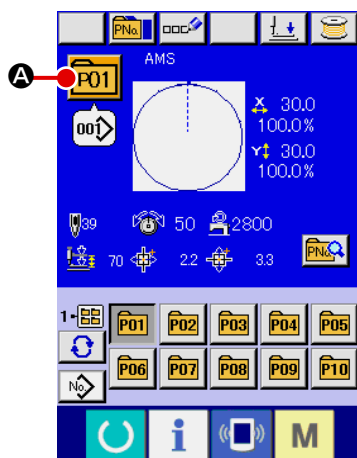 PNo.
A
P01
AMS
001
X 30.0
100.0%
Y 30.0
100.0%
39 50 2800
PNo.
70 2.2 3.3
1-
P01 P02 P03 P04 P05
P06 P07 P08 P09 P10
No.
i M